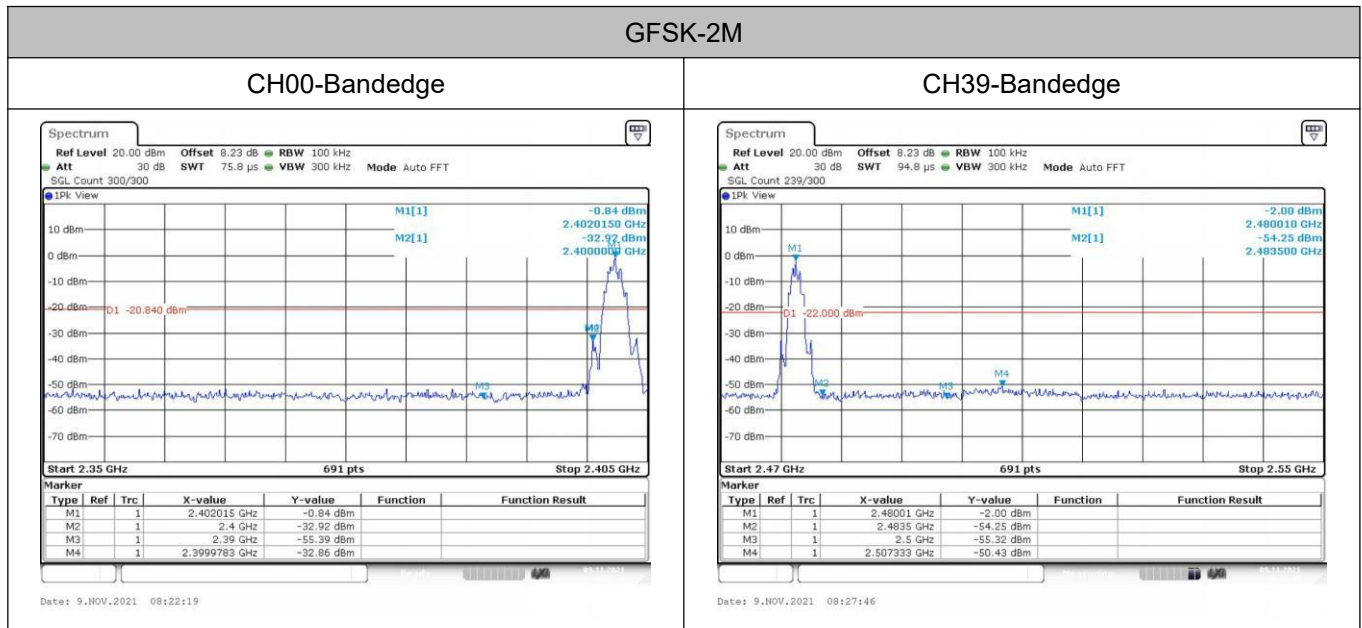 GFSK-2M
CH00-Bandedge
CH39-Bandedge
Spectrum
Ref Level 20.00 dBm Offset 8.23 dB RBW 100 kHz
Att 30 dB SWT 75.8 µs VBW 300 kHz Mode Auto FFT
SGL Count 300/300
1Pk View
M1[1] -0.84 dBm
2.4020150 GHz
M2[1] -32.92 dBm
2.4000000 GHz
10 dBm
0 dBm
-10 dBm
-20 dBm
D1 -20.840 dBm
-30 dBm
-40 dBm
-50 dBm
M3
-60 dBm
-70 dBm
Start 2.35 GHz 691 pts Stop 2.405 GHz
Marker
Type Ref Trc X-value Y-value Function Function Result
M1 1 2.402015 GHz -0.84 dBm
M2 1 2.4 GHz -32.92 dBm
M3 1 2.39 GHz -55.39 dBm
M4 1 2.3999783 GHz -32.86 dBm
Date: 9.NOV.2021 08:22:19
Spectrum
Ref Level 20.00 dBm Offset 8.23 dB RBW 100 kHz
Att 30 dB SWT 94.8 µs VBW 300 kHz Mode Auto FFT
SGL Count 239/300
1Pk View
M1[1] -2.00 dBm
2.480010 GHz
M2[1] -54.25 dBm
2.483500 GHz
10 dBm
M1
0 dBm
-10 dBm
-20 dBm
D1 -22.000 dBm
-30 dBm
-40 dBm
M4
-50 dBm
M2 M3
-60 dBm
-70 dBm
Start 2.47 GHz 691 pts Stop 2.55 GHz
Marker
Type Ref Trc X-value Y-value Function Function Result
M1 1 2.48001 GHz -2.00 dBm
M2 1 2.4835 GHz -54.25 dBm
M3 1 2.5 GHz -55.32 dBm
M4 1 2.507333 GHz -50.43 dBm
Date: 9.NOV.2021 08:27:46